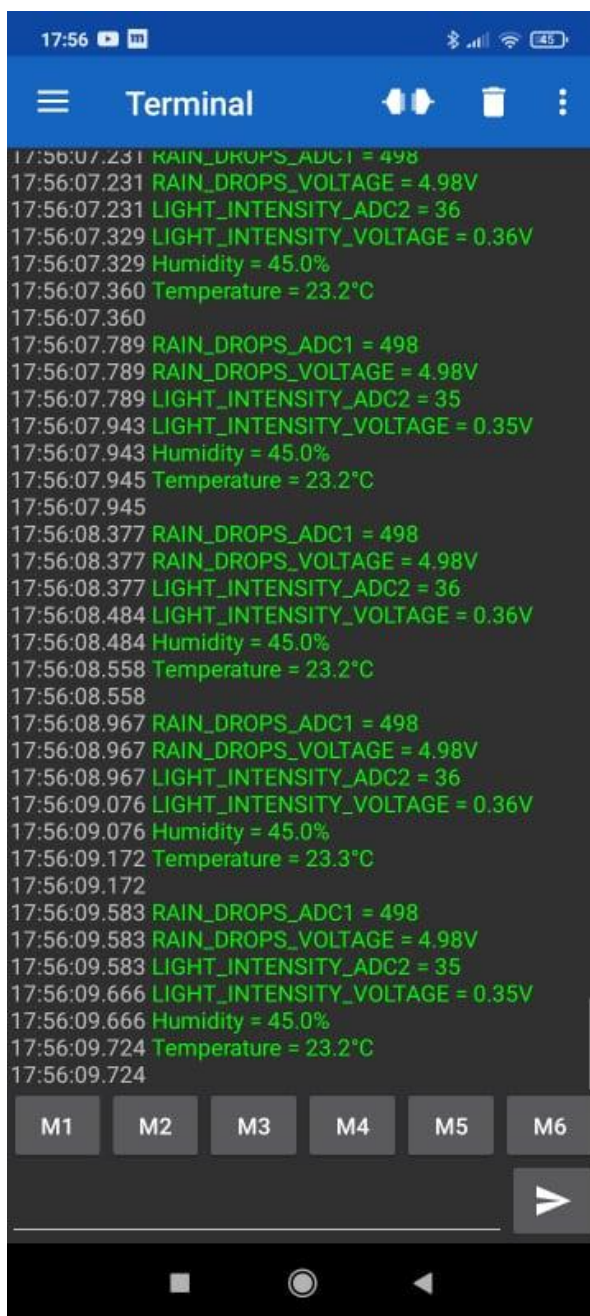 17:56 m 45
Terminal
17:56:07.231 RAIN_DROPS_ADC1 = 498
17:56:07.231 RAIN_DROPS_VOLTAGE = 4.98V
17:56:07.231 LIGHT_INTENSITY_ADC2 = 36
17:56:07.329 LIGHT_INTENSITY_VOLTAGE = 0.36V
17:56:07.329 Humidity = 45.0%
17:56:07.360 Temperature = 23.2°C
17:56:07.360
17:56:07.789 RAIN_DROPS_ADC1 = 498
17:56:07.789 RAIN_DROPS_VOLTAGE = 4.98V
17:56:07.789 LIGHT_INTENSITY_ADC2 = 35
17:56:07.943 LIGHT_INTENSITY_VOLTAGE = 0.35V
17:56:07.943 Humidity = 45.0%
17:56:07.945 Temperature = 23.2°C
17:56:07.945
17:56:08.377 RAIN_DROPS_ADC1 = 498
17:56:08.377 RAIN_DROPS_VOLTAGE = 4.98V
17:56:08.377 LIGHT_INTENSITY_ADC2 = 36
17:56:08.484 LIGHT_INTENSITY_VOLTAGE = 0.36V
17:56:08.484 Humidity = 45.0%
17:56:08.558 Temperature = 23.2°C
17:56:08.558
17:56:08.967 RAIN_DROPS_ADC1 = 498
17:56:08.967 RAIN_DROPS_VOLTAGE = 4.98V
17:56:08.967 LIGHT_INTENSITY_ADC2 = 36
17:56:09.076 LIGHT_INTENSITY_VOLTAGE = 0.36V
17:56:09.076 Humidity = 45.0%
17:56:09.172 Temperature = 23.3°C
17:56:09.172
17:56:09.583 RAIN_DROPS_ADC1 = 498
17:56:09.583 RAIN_DROPS_VOLTAGE = 4.98V
17:56:09.583 LIGHT_INTENSITY_ADC2 = 35
17:56:09.666 LIGHT_INTENSITY_VOLTAGE = 0.35V
17:56:09.666 Humidity = 45.0%
17:56:09.724 Temperature = 23.2°C
17:56:09.724
M1 M2 M3 M4 M5 M6